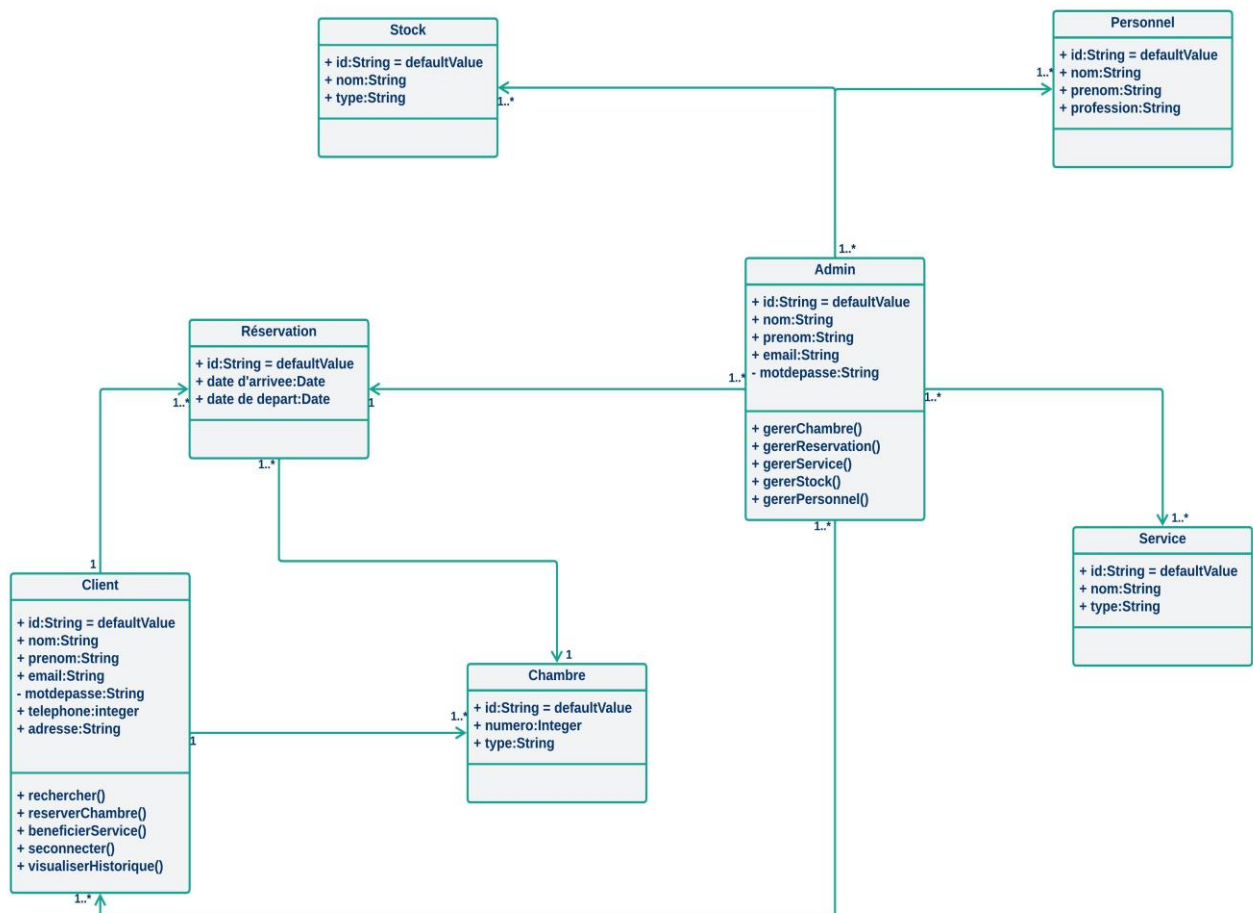 Stock
+ id:String = defaultValue
+ nom:String
+ type:String
1..*
Personnel
+ id:String = defaultValue
+ nom:String
+ prenom:String
+ profession:String
1..*
1..*
Admin
+ id:String = defaultValue
+ nom:String
+ prenom:String
+ email:String
- motdepasse:String
+ gererChambre()
+ gererReservation()
+ gererService()
+ gererStock()
+ gererPersonnel()
1..*
1..*
1..*
Réservation
+ id:String = defaultValue
+ date d'arrivee:Date
+ date de depart:Date
1..*
1
1..*
1..*
Service
+ id:String = defaultValue
+ nom:String
+ type:String
1
Client
+ id:String = defaultValue
+ nom:String
+ prenom:String
+ email:String
- motdepasse:String
+ telephone:integer
+ adresse:String
+ rechercher()
+ reserverChambre()
+ beneficierService()
+ seconnecter()
+ visualiserHistorique()
1
1..*
1
1..*
Chambre
+ id:String = defaultValue
+ numero:Integer
+ type:String